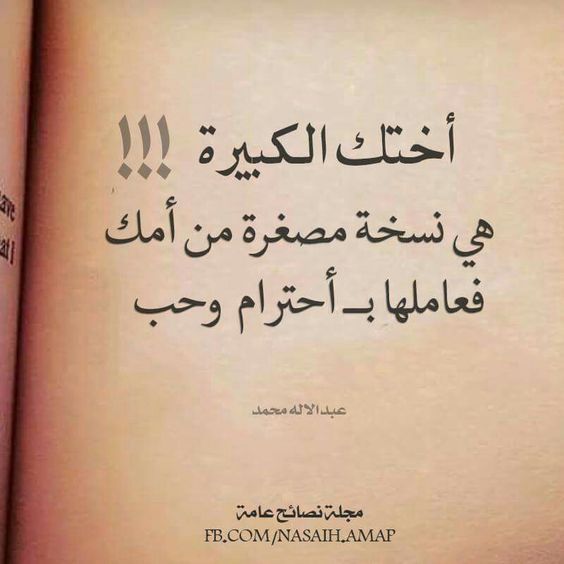 أختك الكبيرة !!!
هي نسخة مصغرة من أمك
فعاملها بـ أحترام وحب
عبدالاله محمد
مجلة نصائح عامة
FB.COM/NASAIH.AMAP